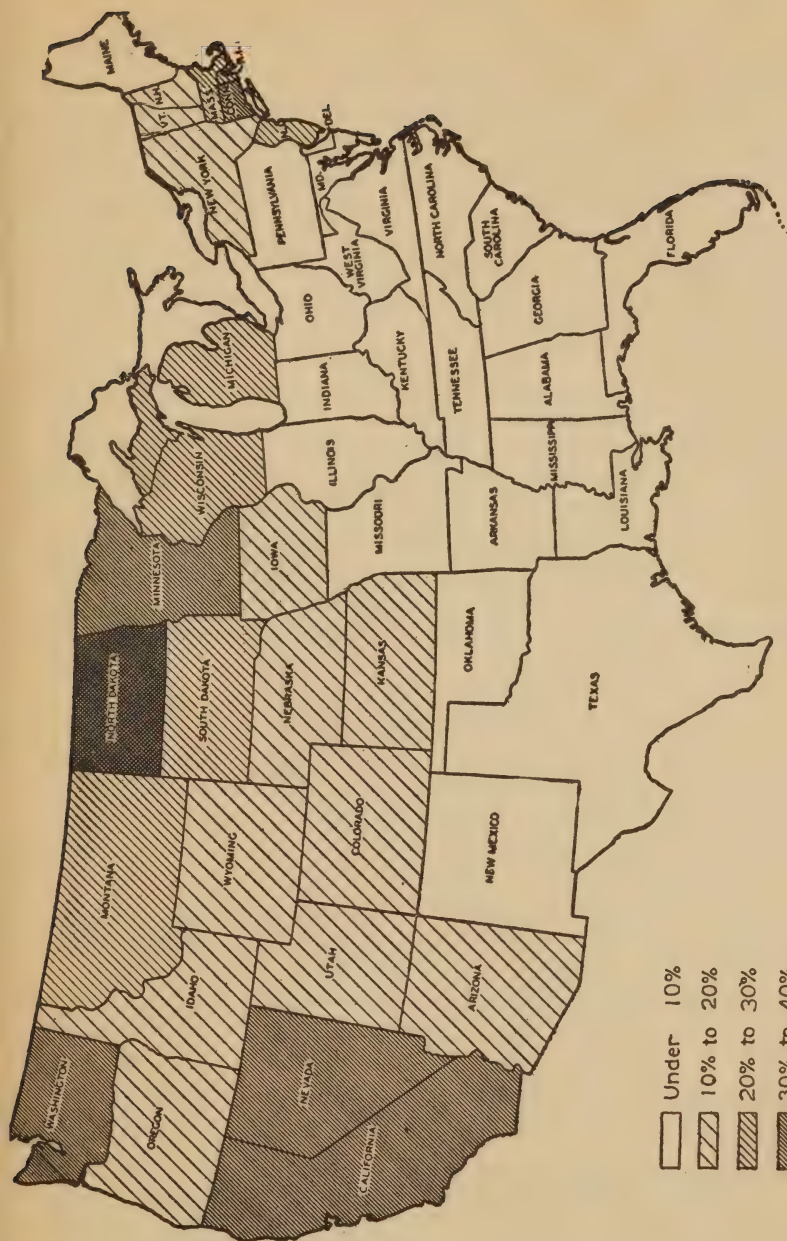 WASHINGTON
OREGON
CALIFORNIA
NEVADA
IDAHO
MONTANA
WYOMING
UTAH
ARIZONA
COLORADO
NEW MEXICO
NORTH DAKOTA
SOUTH DAKOTA
NEBRASKA
KANSAS
OKLAHOMA
TEXAS
MINNESOTA
IOWA
MISSOURI
ARKANSAS
LOUISIANA
WISCONSIN
ILLINOIS
MICHIGAN
INDIANA
OHIO
KENTUCKY
TENNESSEE
MISSISSIPPI
ALABAMA
GEORGIA
FLORIDA
SOUTH CAROLINA
NORTH CAROLINA
VIRGINIA
WEST VIRGINIA
MD.
DEL.
PENNSYLVANIA
N.J.
NEW YORK
CONN.
R.I.
MASS.
VT.
N.H.
MAINE
Under 10%
10% to 20%
20% to 30%
30% to 40%